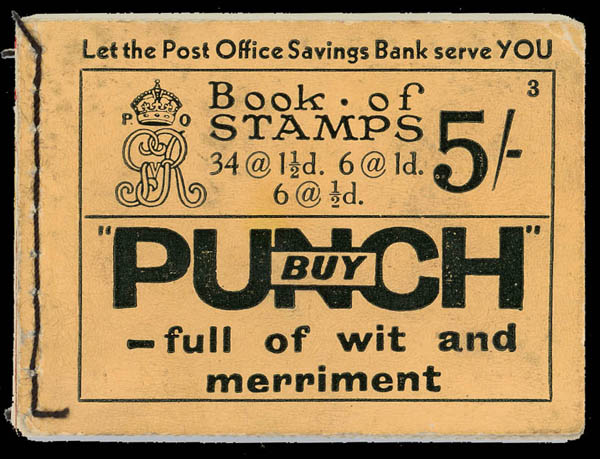 Let the Post Office Savings Bank serve YOU
3
P. O
GRI
Book · of
STAMPS
34 @ 1½d. 6 @ 1d.
6 @ ½d.
5/-
"PUNCH"
BUY
– full of wit and
merriment